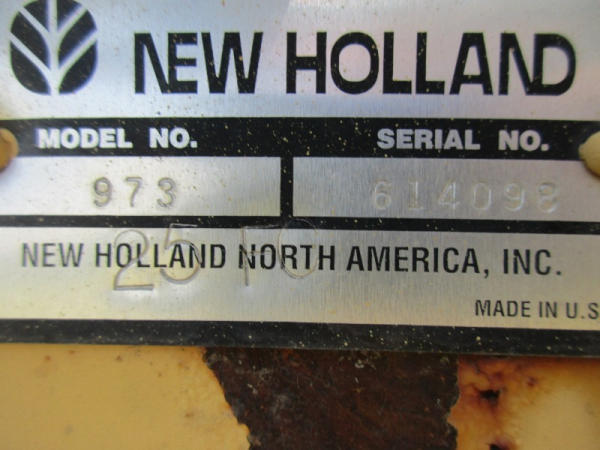 NEW HOLLAND
MODEL NO. SERIAL NO.
973 614098
NEW HOLLAND NORTH AMERICA, INC.
25 F
MADE IN U.S